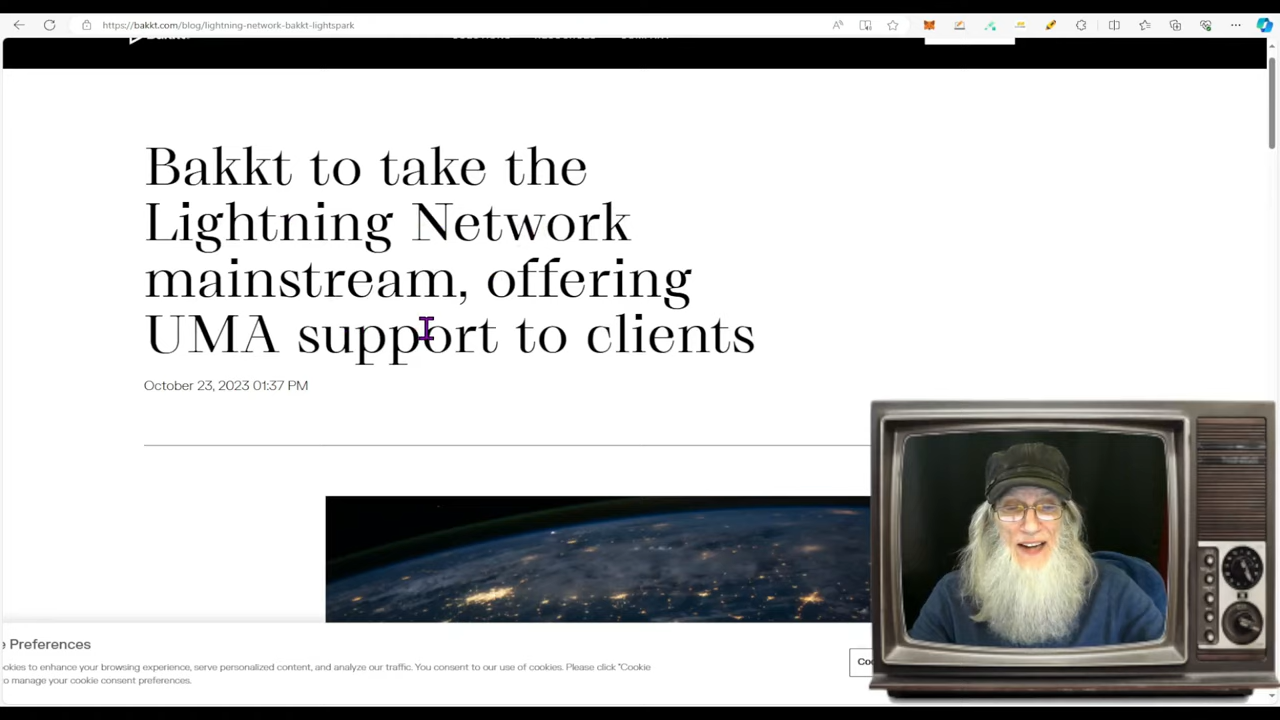 https://bakkt.com/blog/lightning-network-bakkt-lightspark
Bakkt to take the
Lightning Network
mainstream, offering
UMA support to clients
October 23, 2023 01:37 PM
e Preferences
okies to enhance your browsing experience, serve personalized content, and analyze our traffic. You consent to our use of cookies. Please click "Cookie
o manage your cookie consent preferences.
Coo